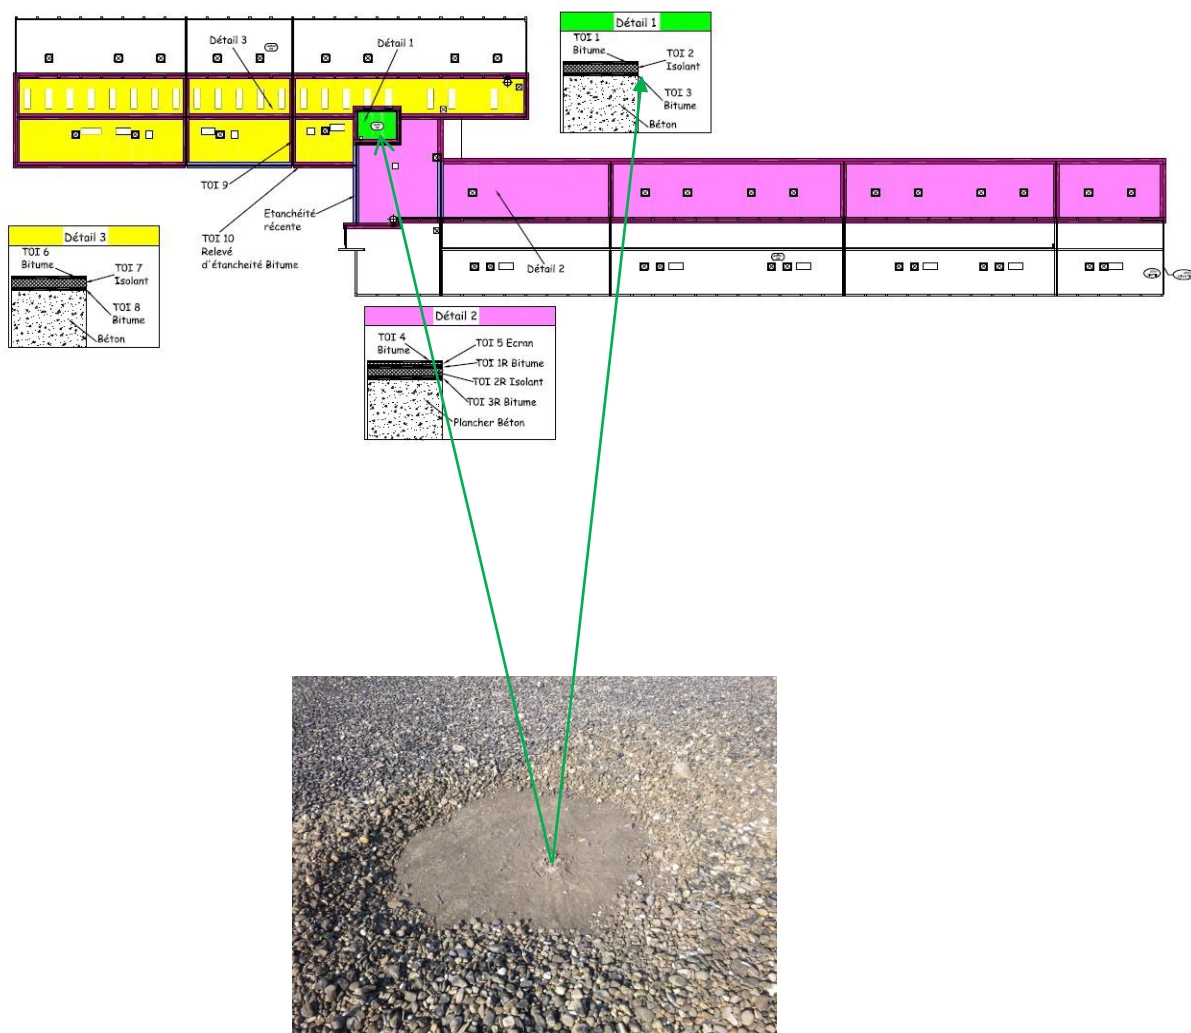 Détail 1
TOI 1
Bitume
TOI 2
Isolant
TOI 3
Bitume
Béton
Détail 3
Détail 1
TOI 9
Etanchéité
récente
TOI 10
Relevé
d'étancheité Bitume
Détail 2
Détail 3
TOI 6
Bitume
TOI 7
Isolant
TOI 8
Bitume
Béton
Détail 2
TOI 4
Bitume
TOI 5 Ecran
TOI 1R Bitume
TOI 2R Isolant
TOI 3R Bitume
Plancher Béton